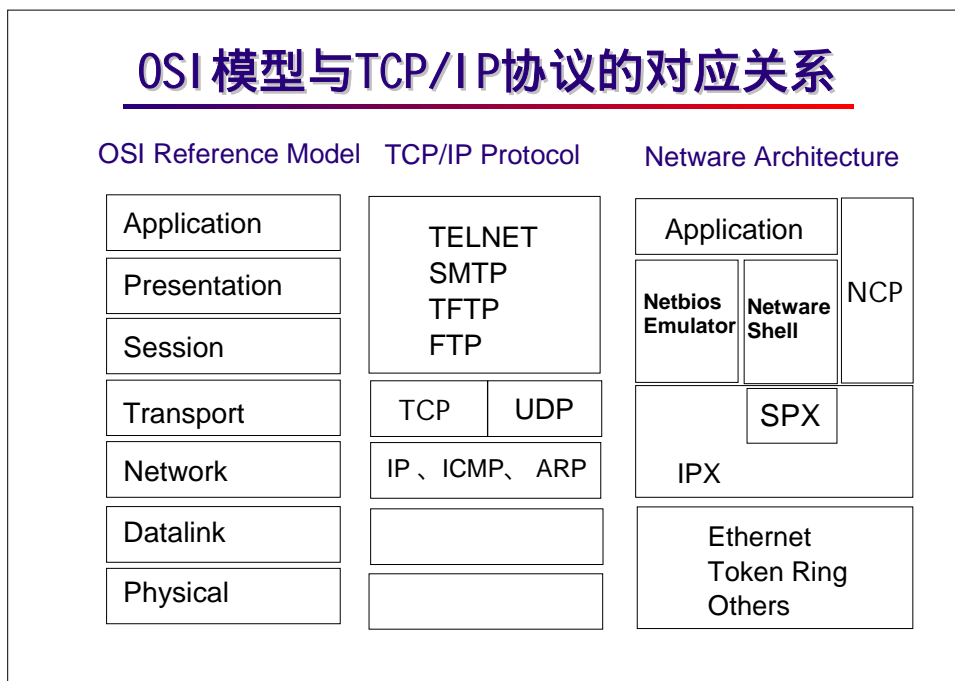 OSI模型与TCP/IP协议的对应关系
OSI Reference Model
TCP/IP Protocol
Netware Architecture
Application
Presentation
Session
Transport
Network
Datalink
Physical
TELNET
SMTP
TFTP
FTP
TCP
UDP
IP 、ICMP、 ARP
Application
NCP
Netbios
Emulator
Netware
Shell
SPX
IPX
Ethernet
Token Ring
Others